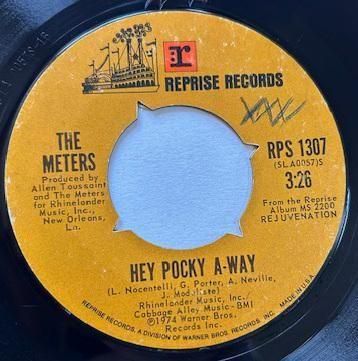 r
REPRISE RECORDS
THE
METERS
Produced by
Allen Toussaint
and The Meters
for Rhinelander
Music, Inc.,
New Orleans,
La.
RPS 1307
(SLA0057)S
3:26
From the Reprise
Album MS 2200
REJUVENATION
HEY POCKY A-WAY
(L. Nocentelli, G. Porter, A. Neville,
J. Modeliste)
Rhinelander Music, Inc./
Cabbage Alley Music-BMI
℗1974 Warner Bros.
Records Inc.
REPRISE RECORDS, A DIVISION OF WARNER BROS. RECORDS INC.
MADE IN U.S.A.